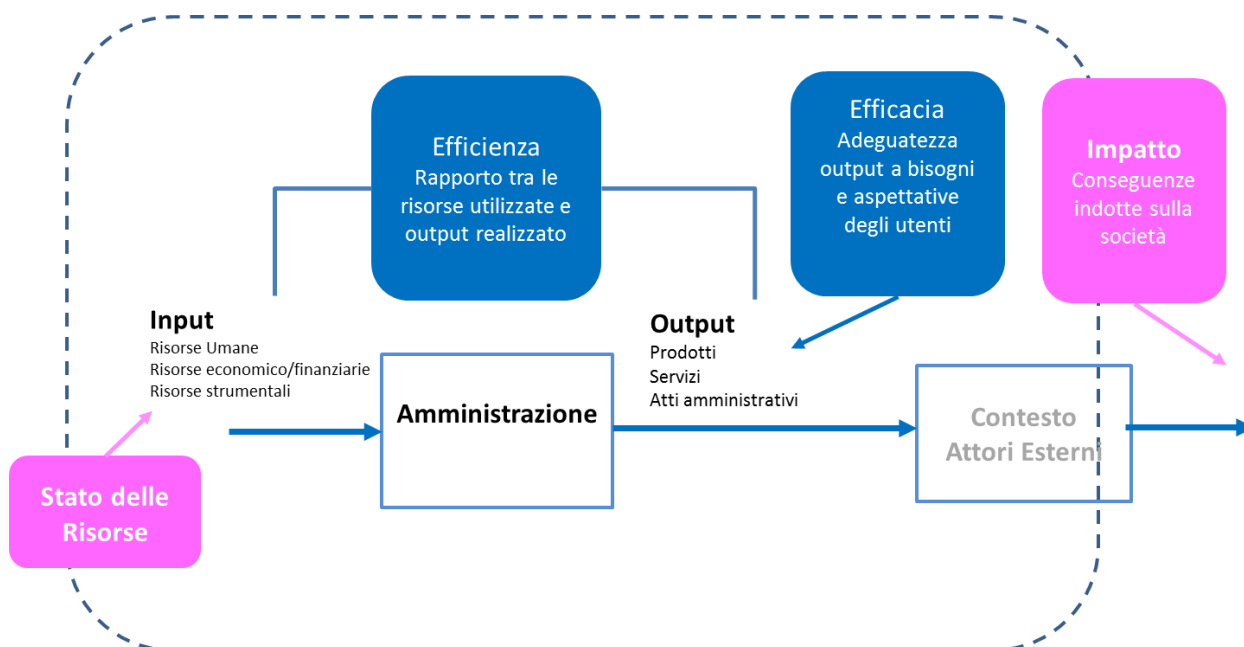 Efficienza
Rapporto tra le
risorse utilizzate e
output realizzato
Efficacia
Adeguatezza
output a bisogni
e aspettative
degli utenti
Impatto
Conseguenze
indotte sulla
società
Input
Risorse Umane
Risorse economico/finanziarie
Risorse strumentali
Output
Prodotti
Servizi
Atti amministrativi
Amministrazione
Contesto
Attori Esterni
Stato delle
Risorse